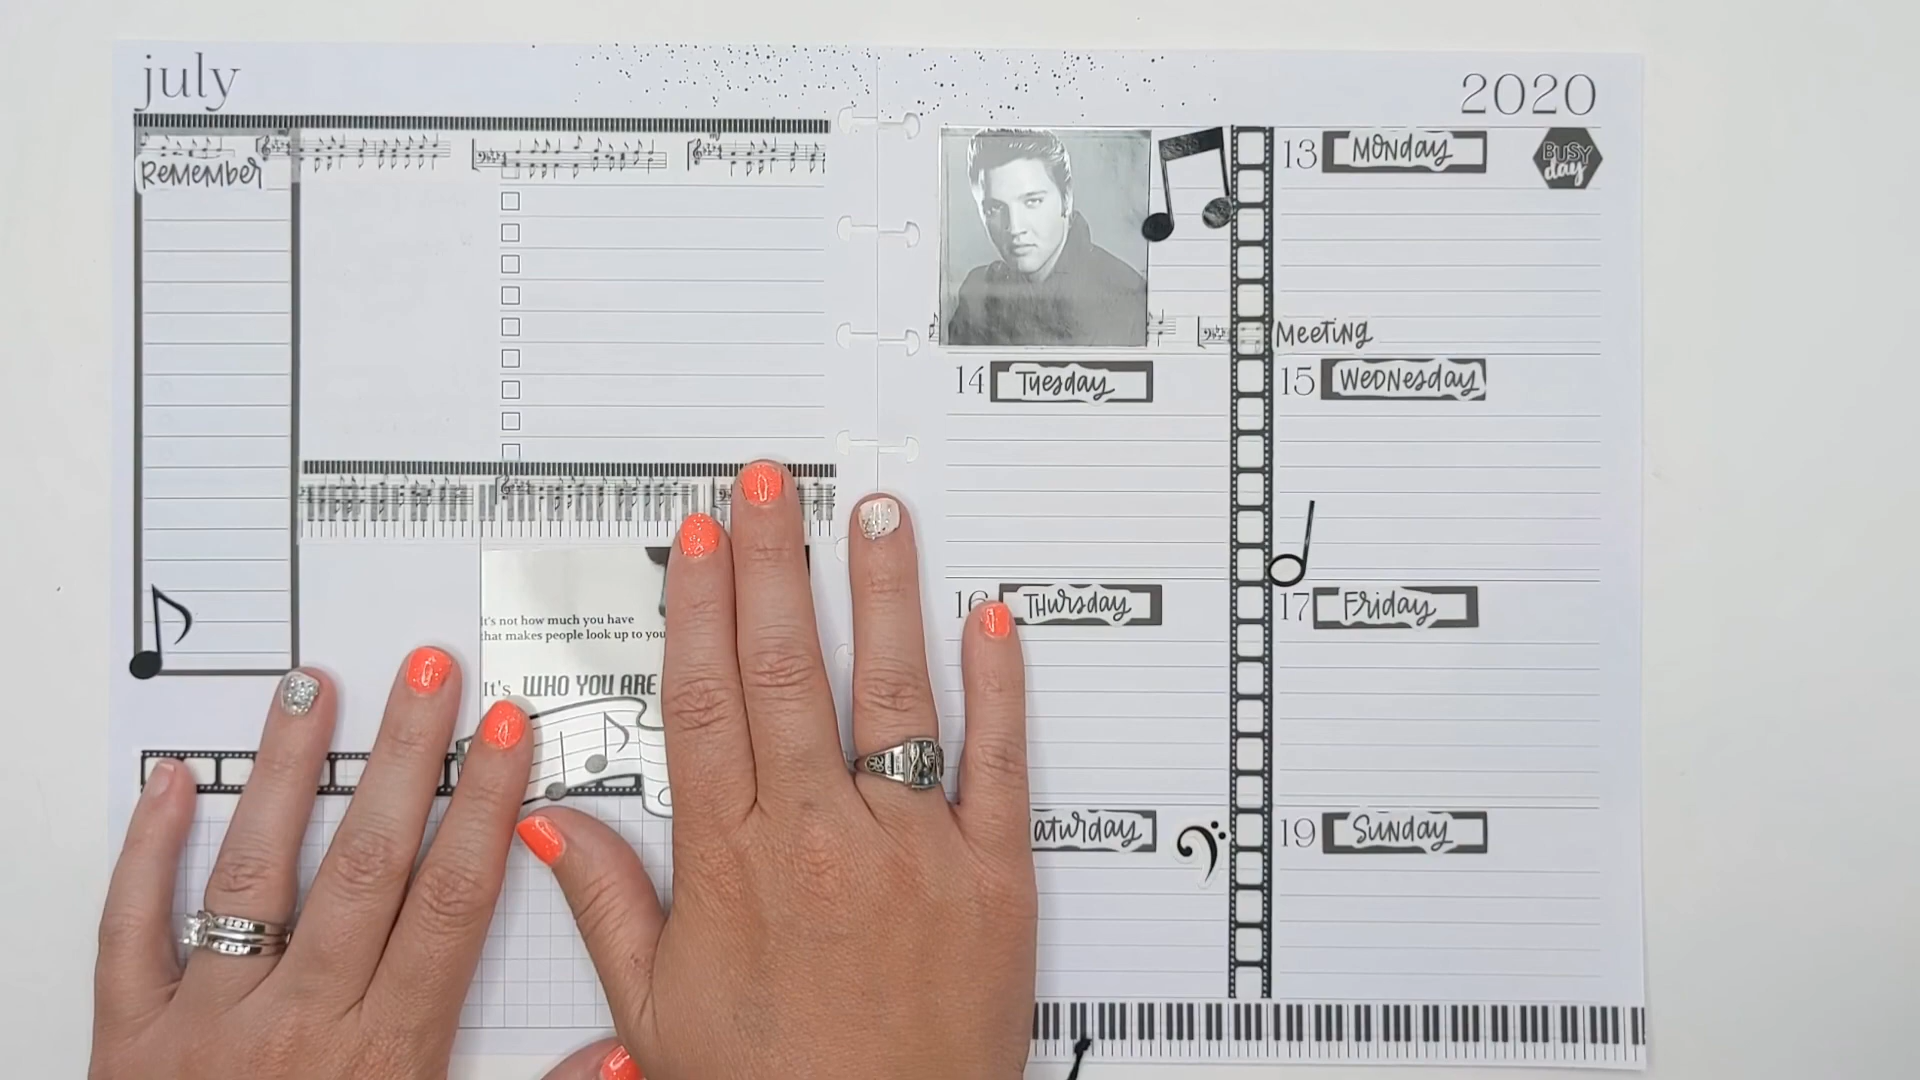 july
2020
Remember
13 Monday
BUSY
day
Meeting
14 Tuesday
15 Wednesday
It's not how much you have
that makes people look up to you
It's WHO YOU ARE
16 Thursday
17 Friday
aturday
19 Sunday